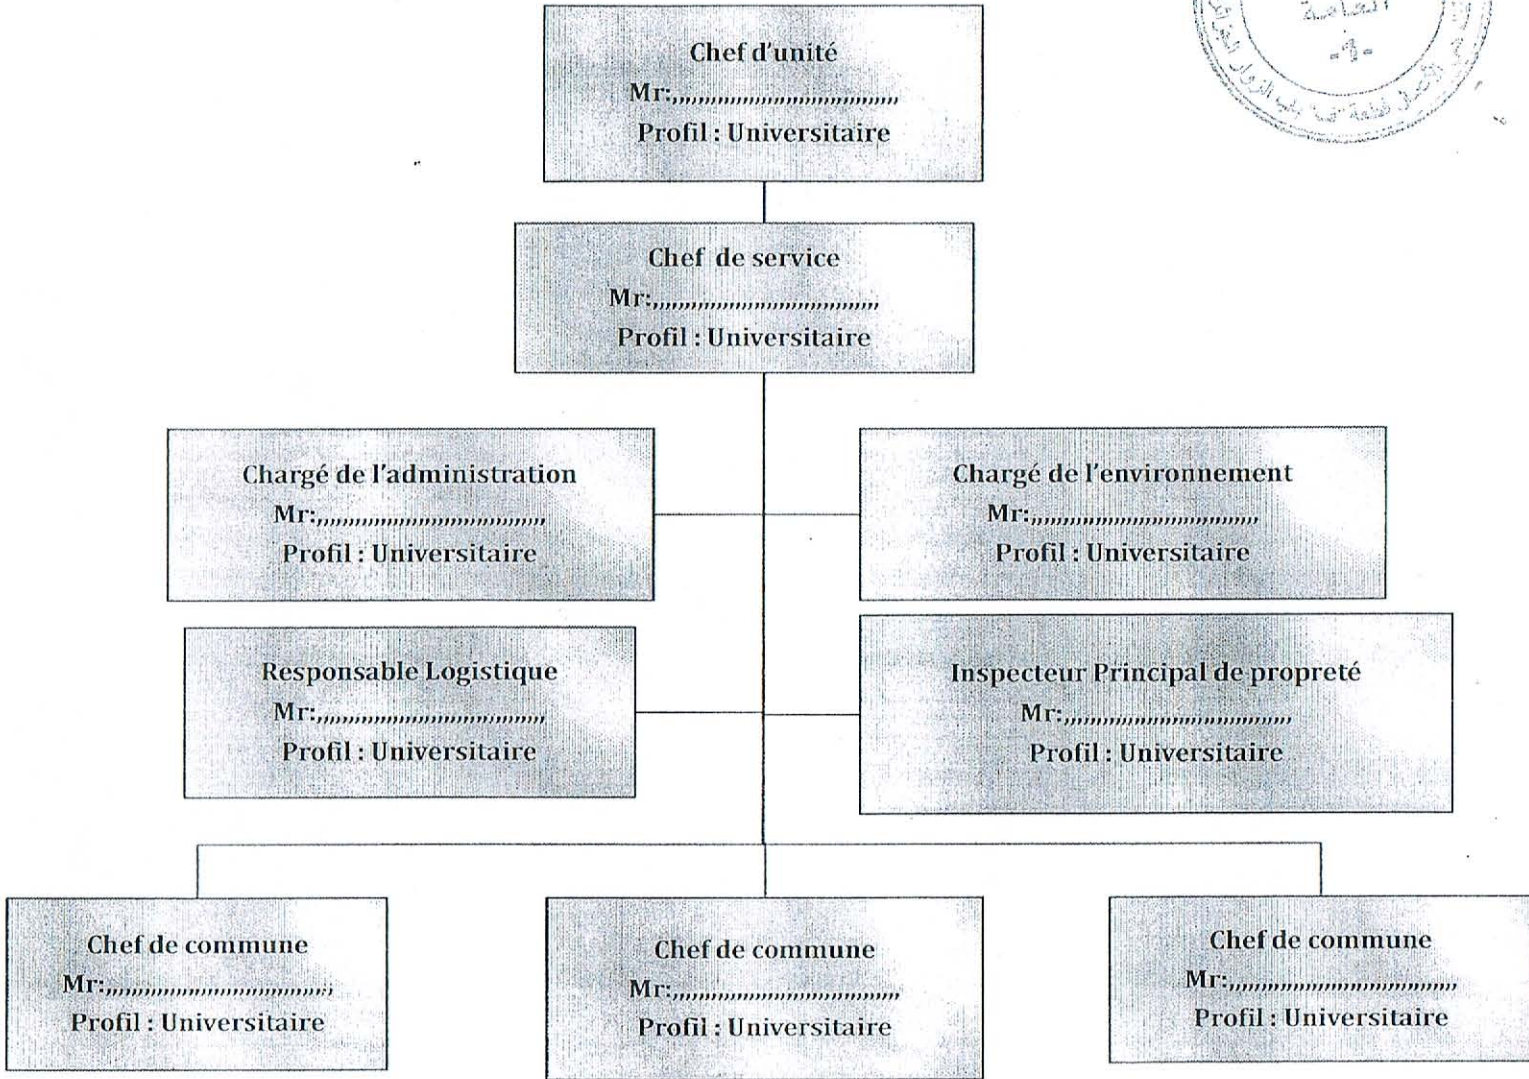 العامة
-1-
Chef d'unité
Mr:,,,,,,,,,,,,,,,,,,,,,,,,,,,,,,,,,,,
Profil : Universitaire
Chef de service
Mr:,,,,,,,,,,,,,,,,,,,,,,,,,,,,,,,,,,,
Profil : Universitaire
Chargé de l'administration
Mr:,,,,,,,,,,,,,,,,,,,,,,,,,,,,,,,,,,,
Profil : Universitaire
Chargé de l'environnement
Mr:,,,,,,,,,,,,,,,,,,,,,,,,,,,,,,,,,,,
Profil : Universitaire
Responsable Logistique
Mr:,,,,,,,,,,,,,,,,,,,,,,,,,,,,,,,,,,,
Profil : Universitaire
Inspecteur Principal de propreté
Mr:,,,,,,,,,,,,,,,,,,,,,,,,,,,,,,,,,,,
Profil : Universitaire
Chef de commune
Mr:,,,,,,,,,,,,,,,,,,,,,,,,,,,,,,,,,,,
Profil : Universitaire
Chef de commune
Mr:,,,,,,,,,,,,,,,,,,,,,,,,,,,,,,,,,,,
Profil : Universitaire
Chef de commune
Mr:,,,,,,,,,,,,,,,,,,,,,,,,,,,,,,,,,,,
Profil : Universitaire